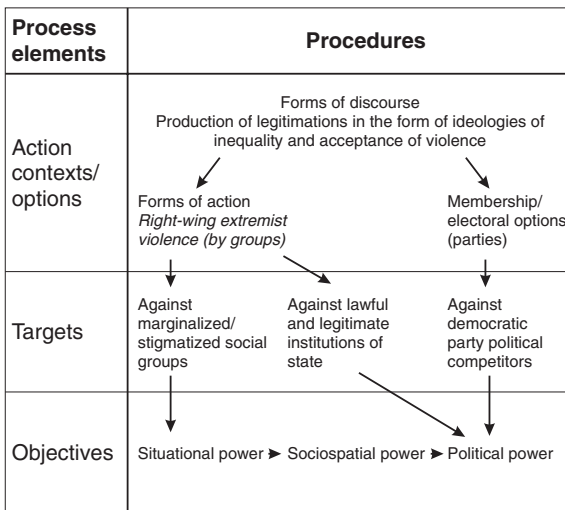 Process
elements
Procedures
Action
contexts/
options
Forms of discourse
Production of legitimations in the form of ideologies of
inequality and acceptance of violence
Forms of action
Right-wing extremist
violence (by groups)
Membership/
electoral options
(parties)
Targets
Against
marginalized/
stigmatized social
groups
Against lawful
and legitimate
institutions of
state
Against
democratic
party political
competitors
Objectives
Situational power
Sociospatial power
Political power